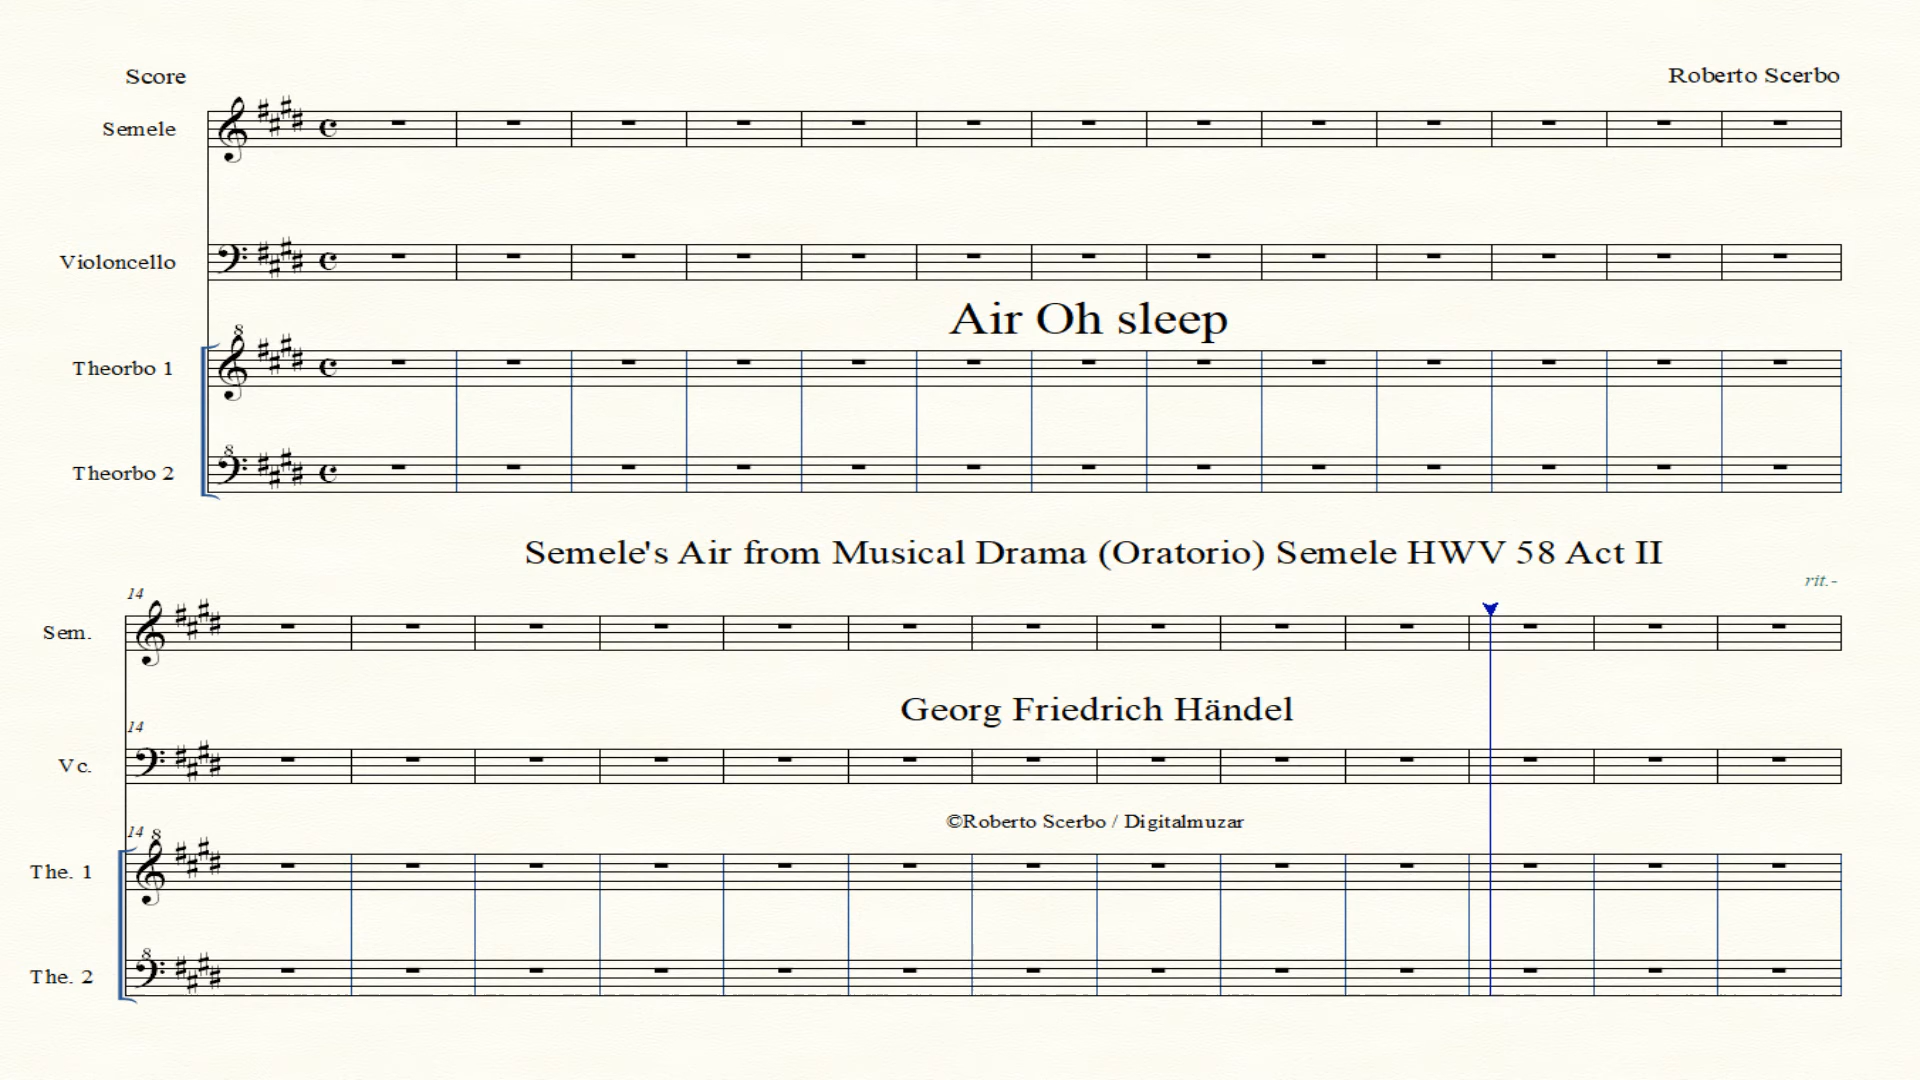 Score
Roberto Scerbo
Semele
Violoncello
Air Oh sleep
8
Theorbo 1
8
Theorbo 2
Semele's Air from Musical Drama (Oratorio) Semele HWV 58 Act II
rit.-
14
Sem.
Georg Friedrich Händel
14
Vc.
©Roberto Scerbo / Digitalmuzar
14
8
The. 1
8
The. 2